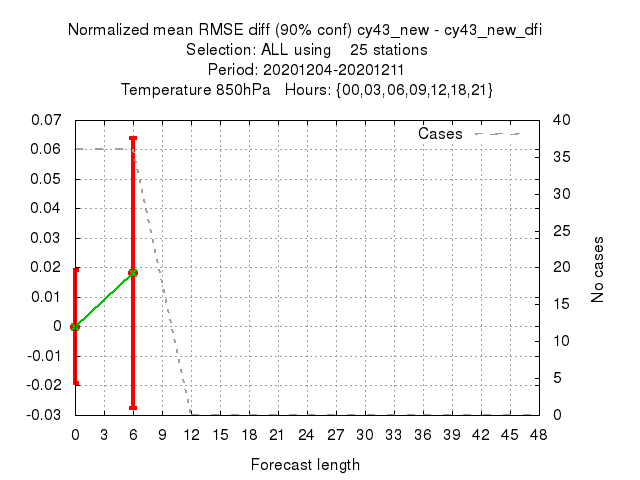 Normalized mean RMSE diff (90% conf) cy43_new - cy43_new_dfi
Selection: ALL using 25 stations
Period: 20201204-20201211
Temperature 850hPa Hours: {00,03,06,09,12,18,21}
Cases
0.07
0.06
0.05
0.04
0.03
0.02
0.01
0
-0.01
-0.02
-0.03
40
35
30
25
20
15
10
5
0
No cases
0 3 6 9 12 15 18 21 24 27 30 33 36 39 42 45 48
Forecast length